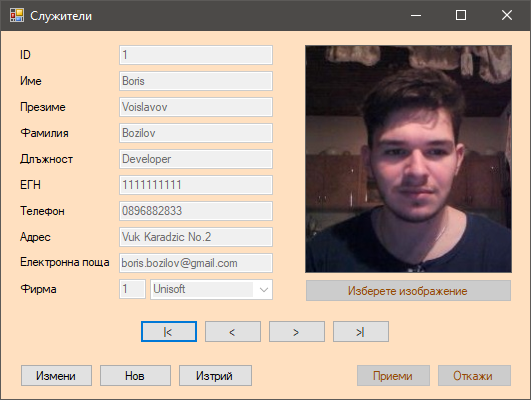 Служители
ID 1
Име Boris
Презиме Voislavov
Фамилия Bozilov
Длъжност Developer
ЕГН 1111111111
Телефон 0896882833
Адрес Vuk Karadzic No.2
Електронна поща boris.bozilov@gmail.com
Фирма 1 Unisoft
Изберете изображение
|< < > >|
Измени Нов Изтрий Приеми Откажи